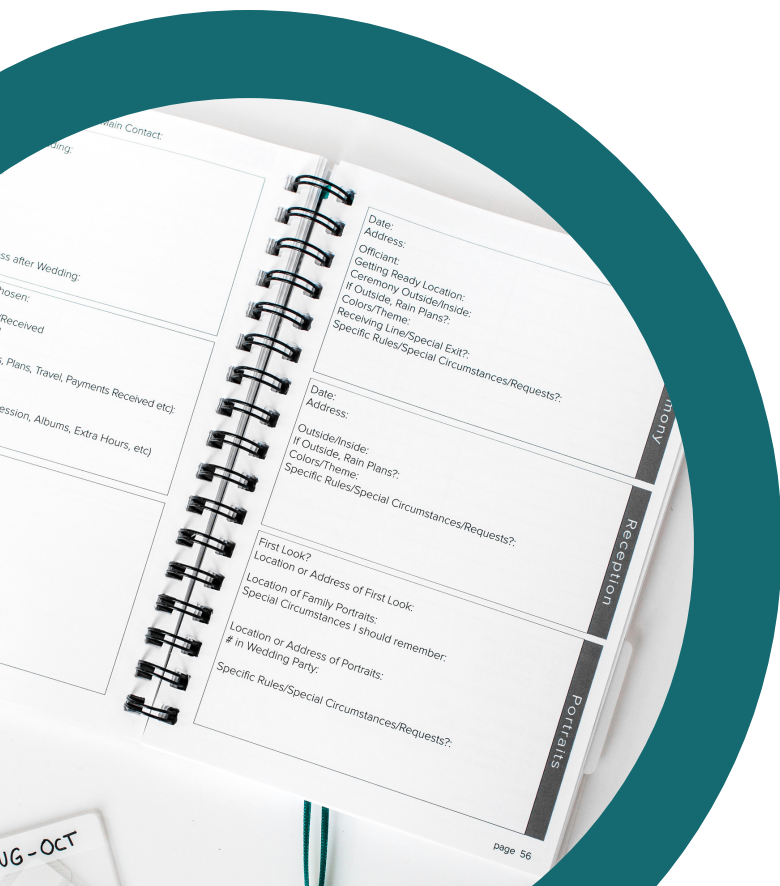 Main Contact:
ding:
ss after Wedding:
hosen:
/Received
s, Plans, Travel, Payments Received etc):
ession, Albums, Extra Hours, etc)
Date:
Address:
Officiant:
Getting Ready Location:
Ceremony Outside/Inside:
If Outside, Rain Plans?:
Colors/Theme:
Receiving Line/Special Exit?:
Specific Rules/Special Circumstances/Requests?:
mony
Date:
Address:
Outside/Inside:
If Outside, Rain Plans?:
Colors/Theme:
Specific Rules/Special Circumstances/Requests?:
Reception
First Look?
Location or Address of First Look:
Location of Family Portraits:
Special Circumstances I should remember:
Location or Address of Portraits:
# in Wedding Party:
Specific Rules/Special Circumstances/Requests?:
Portraits
page 56
UG-OCT